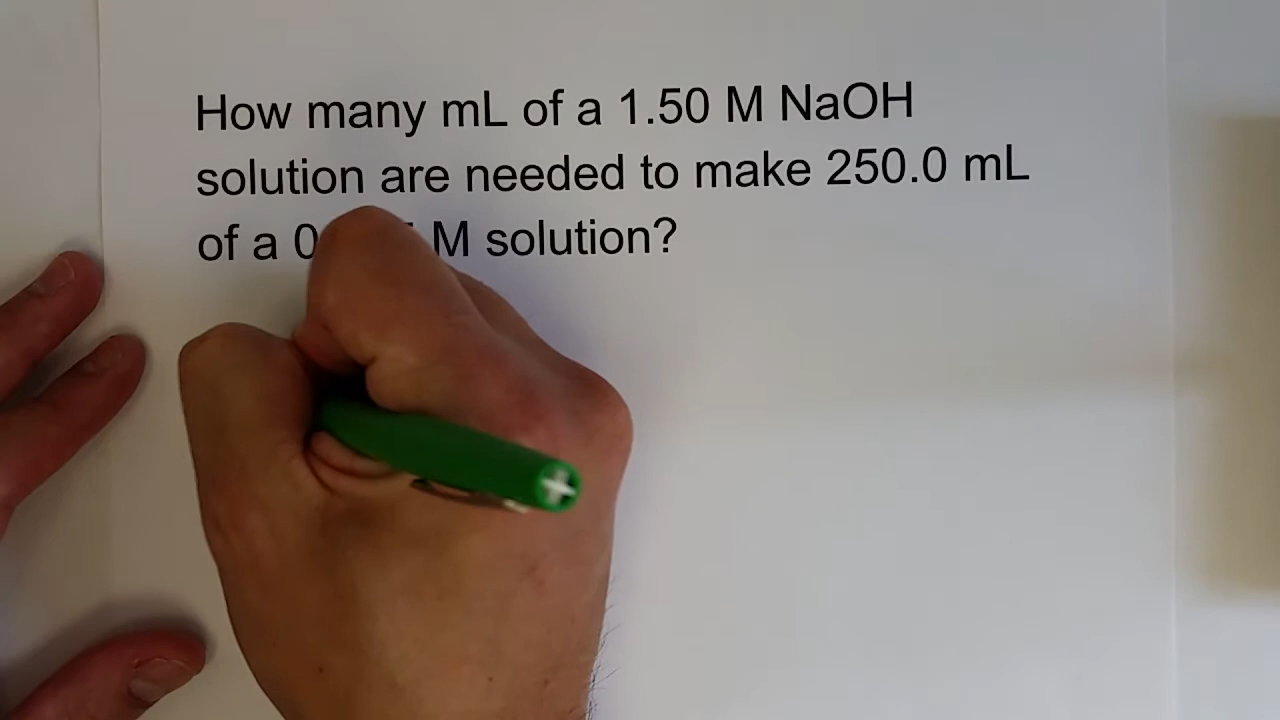 How many mL of a 1.50 M NaOH
solution are needed to make 250.0 mL
of a M solution?